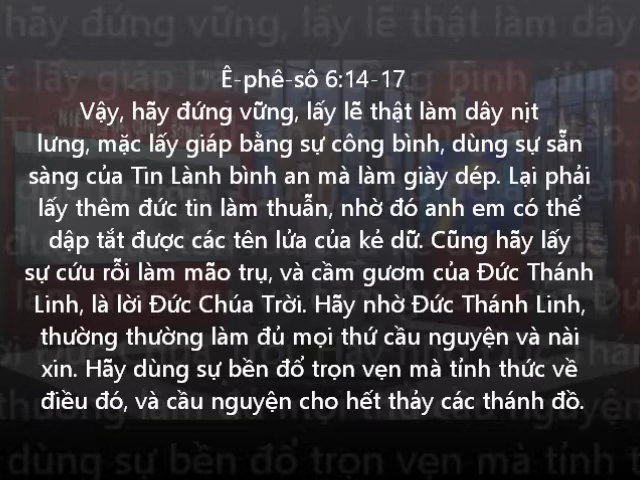 Ê-phê-sô 6:14-17
Vậy, hãy đứng vững, lấy lẽ thật làm dây nịt
lưng, mặc lấy giáp bằng sự công bình, dùng sự sẵn
sàng của Tin Lành bình an mà làm giày dép. Lại phải
lấy thêm đức tin làm thuẫn, nhờ đó anh em có thể
dập tắt được các tên lửa của kẻ dữ. Cũng hãy lấy
sự cứu rỗi làm mão trụ, và cầm gươm của Đức Thánh
Linh, là lời Đức Chúa Trời. Hãy nhờ Đức Thánh Linh,
thường thường làm đủ mọi thứ cầu nguyện và nài
xin. Hãy dùng sự bền đổ trọn vẹn mà tỉnh thức về
điều đó, và cầu nguyện cho hết thảy các thánh đồ.